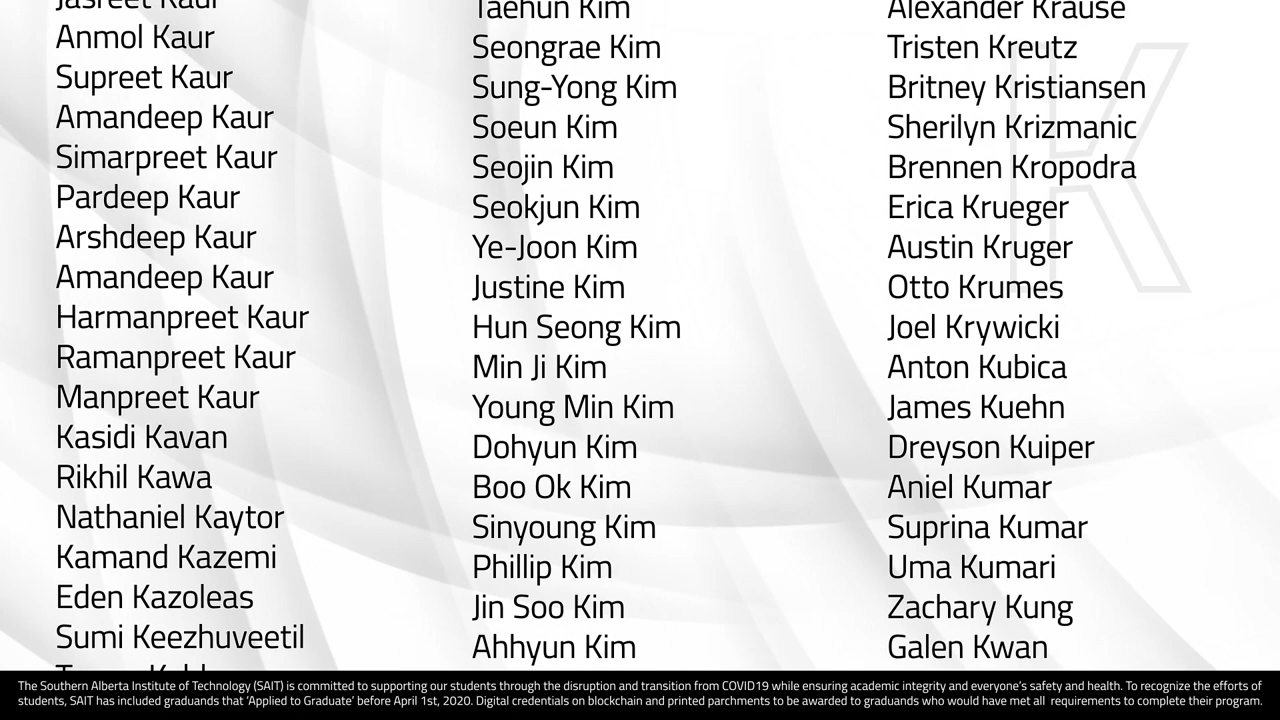 Jasreet Kaur
Anmol Kaur
Supreet Kaur
Amandeep Kaur
Simarpreet Kaur
Pardeep Kaur
Arshdeep Kaur
Amandeep Kaur
Harmanpreet Kaur
Ramanpreet Kaur
Manpreet Kaur
Kasidi Kavan
Rikhil Kawa
Nathaniel Kaytor
Kamand Kazemi
Eden Kazoleas
Sumi Keezhuveetil
Taehun Kim
Seongrae Kim
Sung-Yong Kim
Soeun Kim
Seojin Kim
Seokjun Kim
Ye-Joon Kim
Justine Kim
Hun Seong Kim
Min Ji Kim
Young Min Kim
Dohyun Kim
Boo Ok Kim
Sinyoung Kim
Phillip Kim
Jin Soo Kim
Ahhyun Kim
Alexander Krause
Tristen Kreutz
Britney Kristiansen
Sherilyn Krizmanic
Brennen Kropodra
Erica Krueger
Austin Kruger
Otto Krumes
Joel Krywicki
Anton Kubica
James Kuehn
Dreyson Kuiper
Aniel Kumar
Suprina Kumar
Uma Kumari
Zachary Kung
Galen Kwan
K
The Southern Alberta Institute of Technology (SAIT) is committed to supporting our students through the disruption and transition from COVID19 while ensuring academic integrity and everyone's safety and health. To recognize the efforts of
students, SAIT has included graduands that 'Applied to Graduate' before April 1st, 2020. Digital credentials on blockchain and printed parchments to be awarded to graduands who would have met all requirements to complete their program.